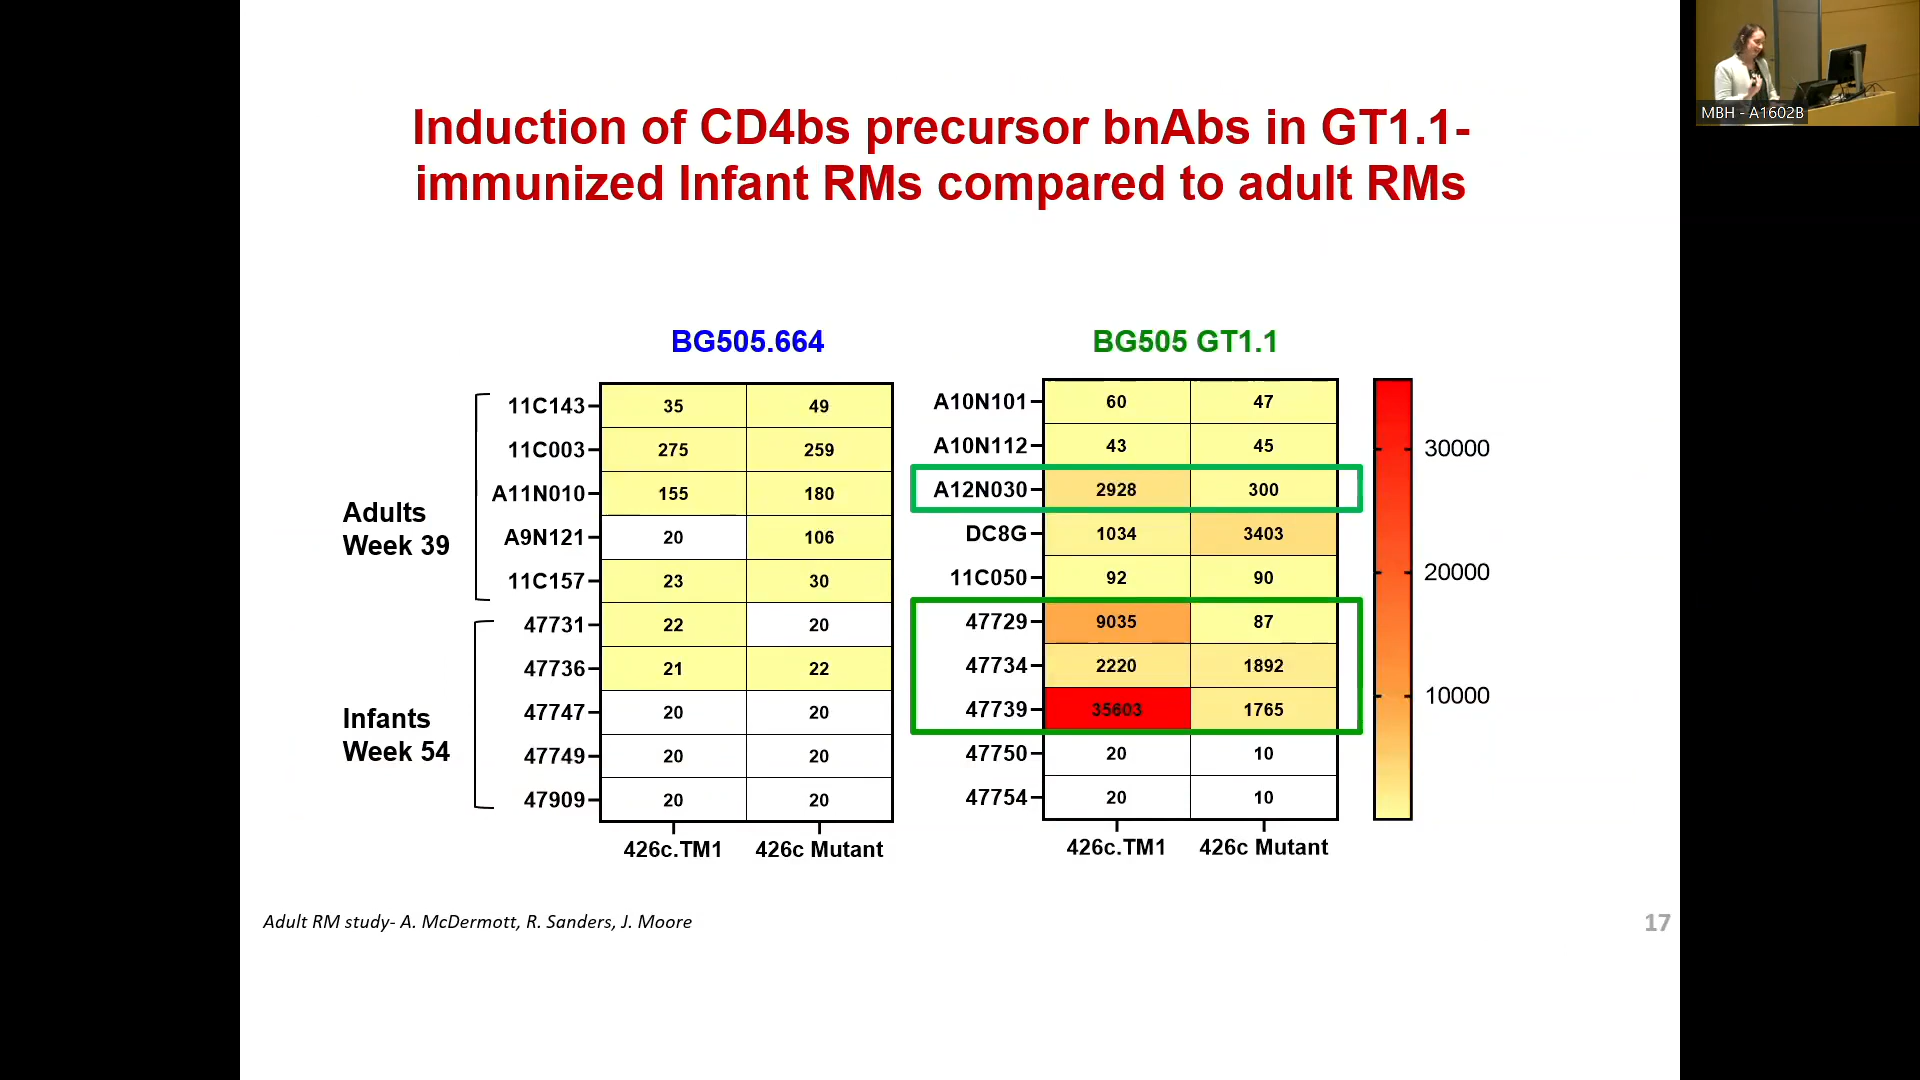 Induction of CD4bs precursor bnAbs in GT1.1-
immunized Infant RMs compared to adult RMs
MBH - A1602B
BG505.664
Adults
Week 39
Infants
Week 54
11C143 35 49
11C003 275 259
A11N010 155 180
A9N121 20 106
11C157 23 30
47731 22 20
47736 21 22
47747 20 20
47749 20 20
47909 20 20
426c.TM1 426c Mutant
BG505 GT1.1
A10N101 60 47
A10N112 43 45
A12N030 2928 300
DC8G 1034 3403
11C050 92 90
47729 9035 87
47734 2220 1892
47739 35603 1765
47750 20 10
47754 20 10
426c.TM1 426c Mutant
30000
20000
10000
Adult RM study- A. McDermott, R. Sanders, J. Moore
17